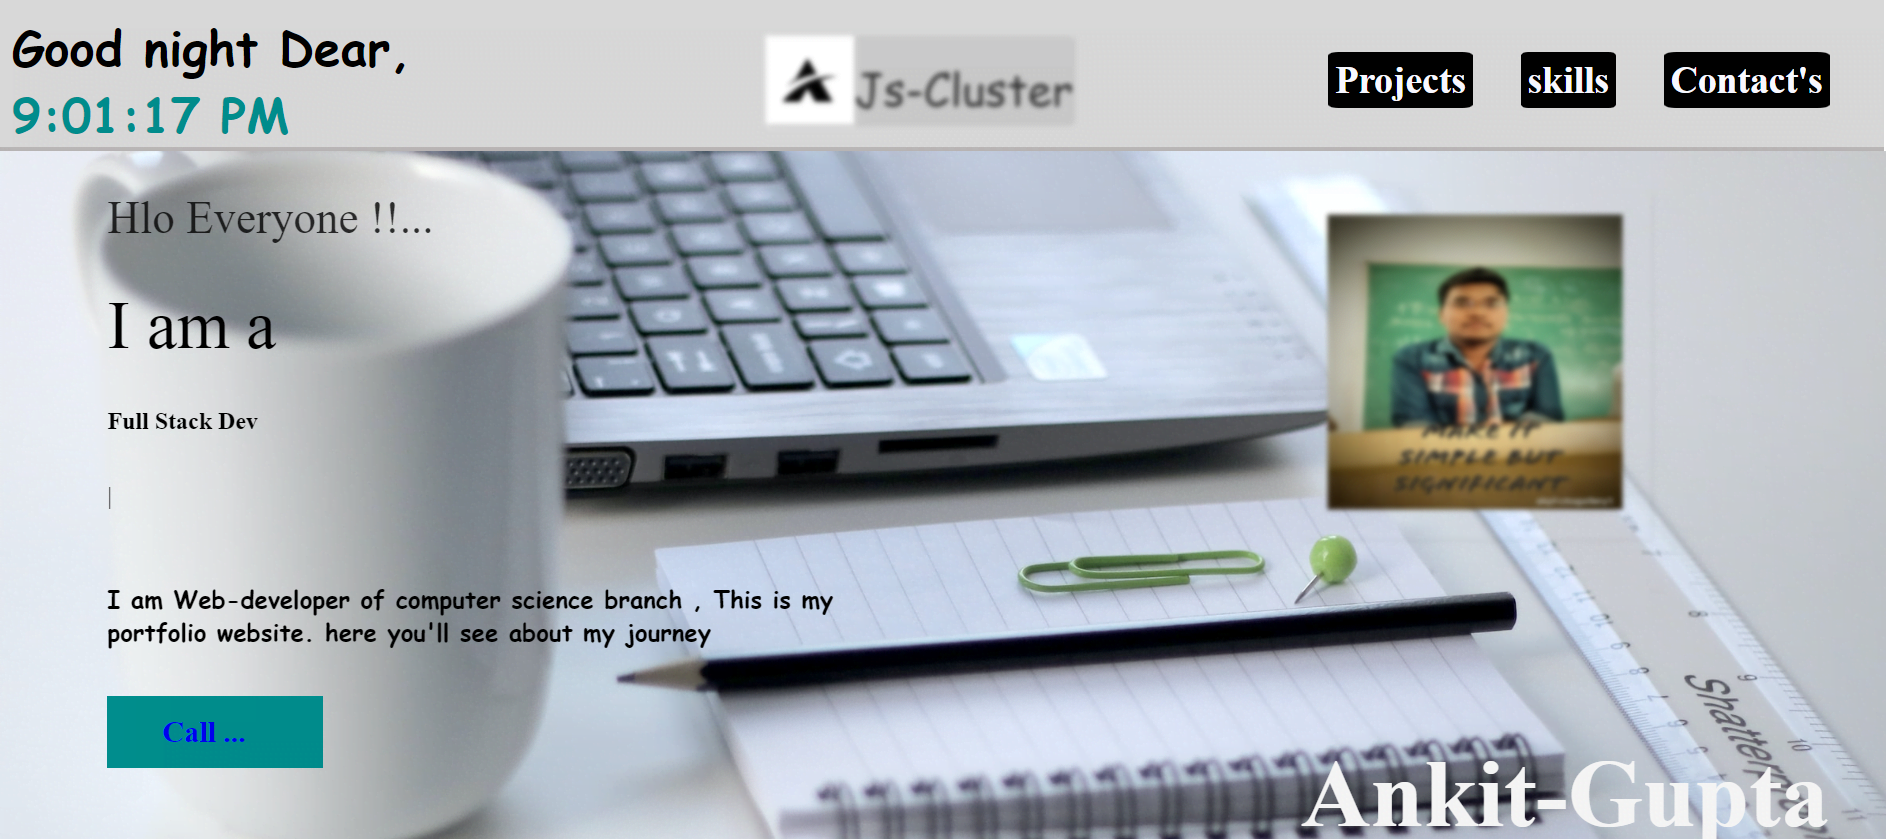 Good night Dear,
9:01:17 PM
Js-Cluster
Projects
skills
Contact's
Hlo Everyone !!...
I am a
Full Stack Dev
|
I am Web-developer of computer science branch , This is my
portfolio website. here you'll see about my journey
Call ...
MAKE IT
SIMPLE BUT
SIGNIFICANT
Ankit-Gupta